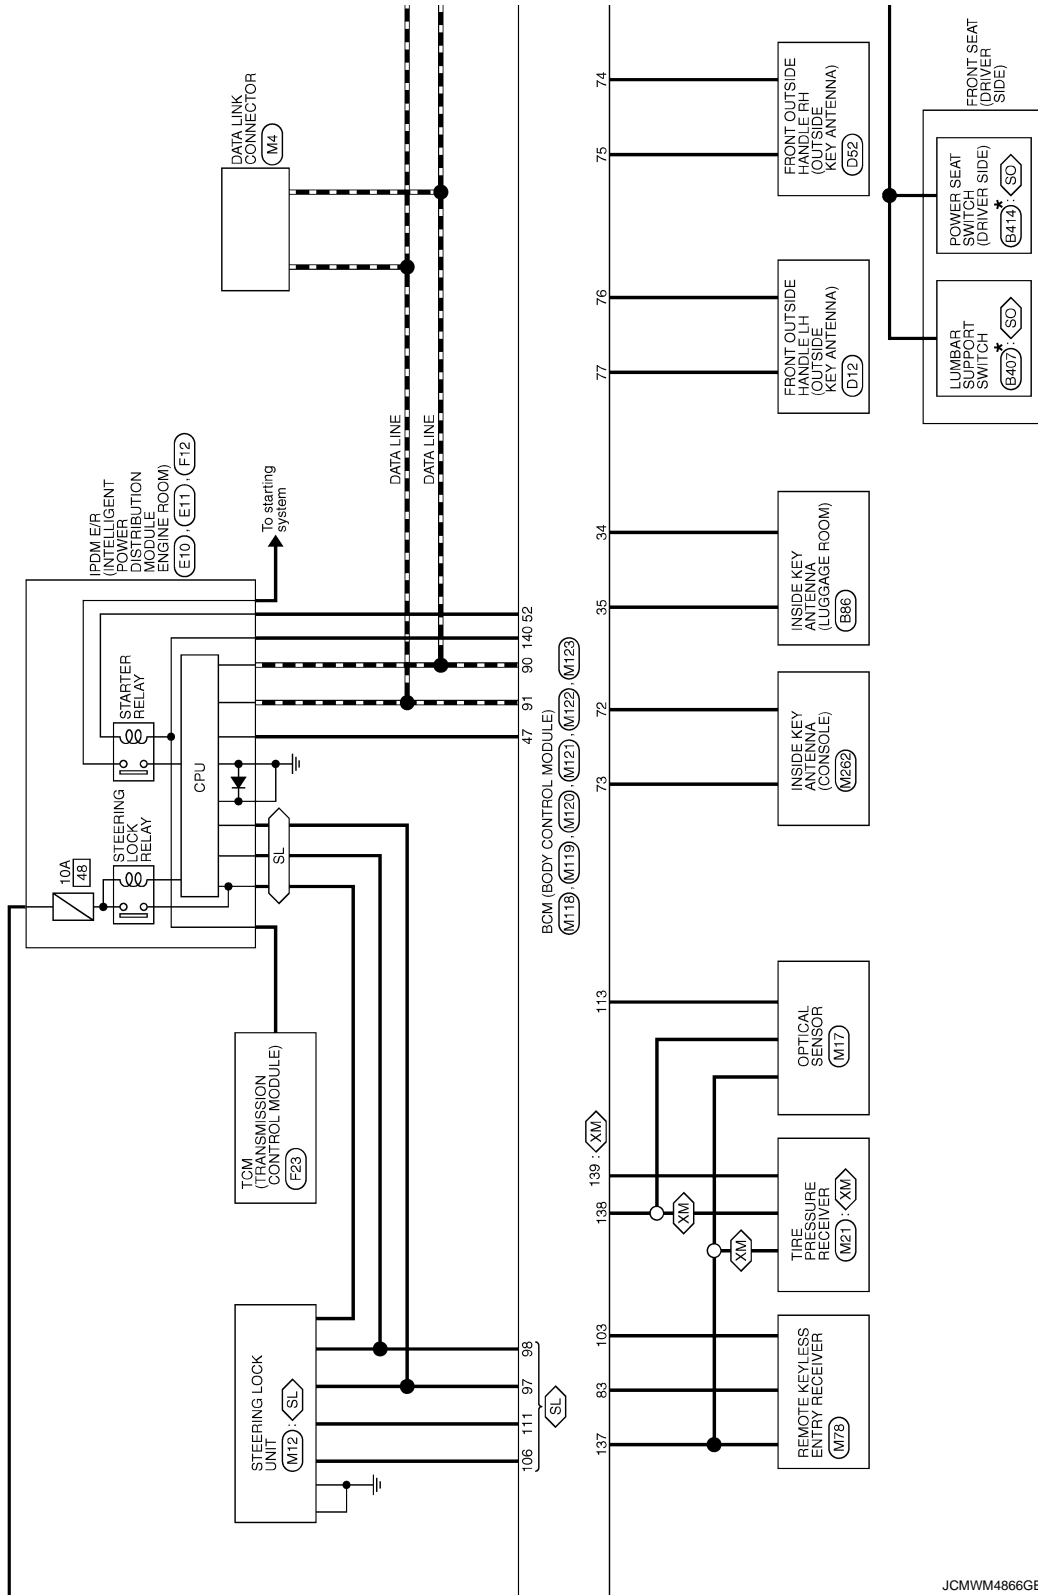 DATA LINK
CONNECTOR
M4
IPDM E/R
(INTELLIGENT
POWER
DISTRIBUTION
MODULE
ENGINE ROOM)
E10 , E11 , F12
To starting
system
DATA LINE
DATA LINE
STARTER
RELAY
STEERING
LOCK
RELAY
10A
48
CPU
SL
TCM
(TRANSMISSION
CONTROL MODULE)
F23
STEERING LOCK
UNIT
M12 : SL
106
111
97
98
SL
47
91
90
140
52
BCM (BODY CONTROL MODULE)
M118 , M119 , M120 , M121 , M122 , M123
137
83
103
138
139 : XM
113
73
72
35
34
77
76
75
74
XM
XM
REMOTE KEYLESS
ENTRY RECEIVER
M78
TIRE
PRESSURE
RECEIVER
M21 : XM
OPTICAL
SENSOR
M17
INSIDE KEY
ANTENNA
(CONSOLE)
M262
INSIDE KEY
ANTENNA
(LUGGAGE ROOM)
B86
FRONT OUTSIDE
HANDLE LH
(OUTSIDE
KEY ANTENNA)
D12
FRONT OUTSIDE
HANDLE RH
(OUTSIDE
KEY ANTENNA)
D52
FRONT SEAT
(DRIVER
SIDE)
LUMBAR
SUPPORT
SWITCH
B407 * : SO
POWER SEAT
SWITCH
(DRIVER SIDE)
B414 * : SO
JCMWM4866GE